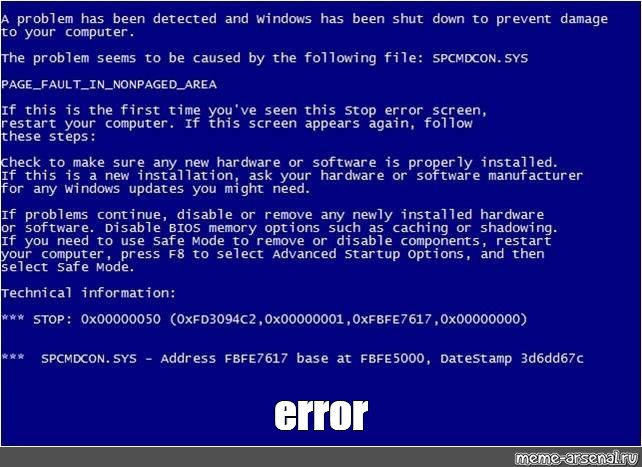 A problem has been detected and Windows has been shut down to prevent damage
to your computer.
The problem seems to be caused by the following file: SPCMDCON.SYS
PAGE_FAULT_IN_NONPAGED_AREA
If this is the first time you've seen this Stop error screen,
restart your computer. If this screen appears again, follow
these steps:
Check to make sure any new hardware or software is properly installed.
If this is a new installation, ask your hardware or software manufacturer
for any Windows updates you might need.
If problems continue, disable or remove any newly installed hardware
or software. Disable BIOS memory options such as caching or shadowing.
If you need to use Safe Mode to remove or disable components, restart
your computer, press F8 to select Advanced Startup Options, and then
select Safe Mode.
Technical information:
*** STOP: 0x00000050 (0xFD3094C2,0x00000001,0xFBFE7617,0x00000000)
*** SPCMDCON.SYS - Address FBFE7617 base at FBFE5000, DateStamp 3d6dd67c
error
meme-arsenal.ru